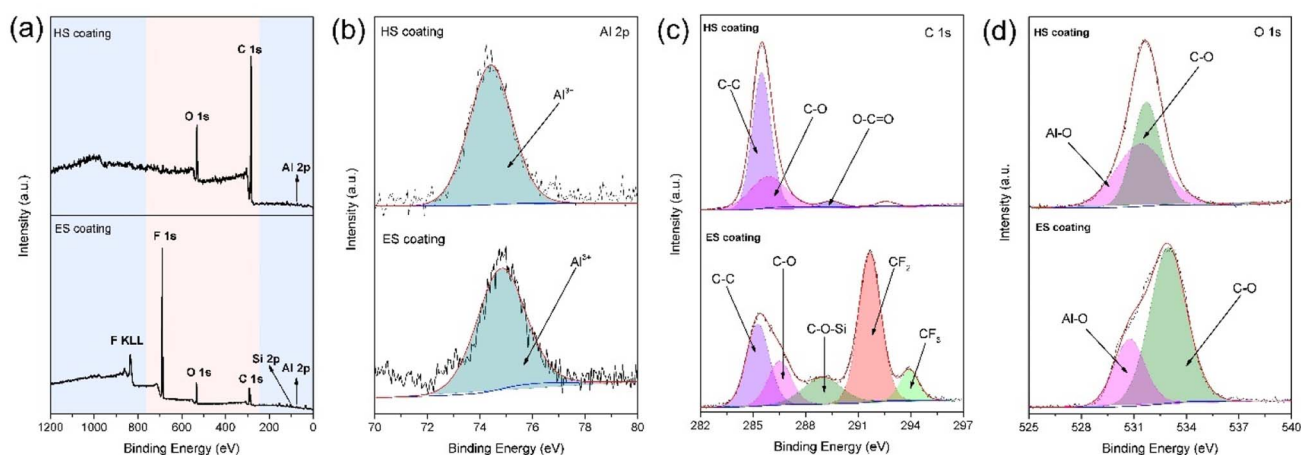 (a)
HS coating
C 1s
O 1s
Al 2p
ES coating
F 1s
F KLL
Si 2p
O 1s
C 1s
Al 2p
Intensity (a.u.)
1200 1000 800 600 400 200 0
Binding Energy (eV)
(b)
HS coating
Al 2p
Al³⁺
ES coating
Al³⁺
Intensity (a.u.)
70 72 74 76 78 80
Binding Energy (eV)
(c)
HS coating
C 1s
C-C
C-O
O-C=O
ES coating
C-C
C-O
C-O-Si
CF₂
CF₃
Intensity (a.u.)
282 285 288 291 294 297
Binding Energy (eV)
(d)
HS coating
O 1s
C-O
Al-O
ES coating
Al-O
C-O
Intensity (a.u.)
525 528 531 534 537 540
Binding Energy (eV)